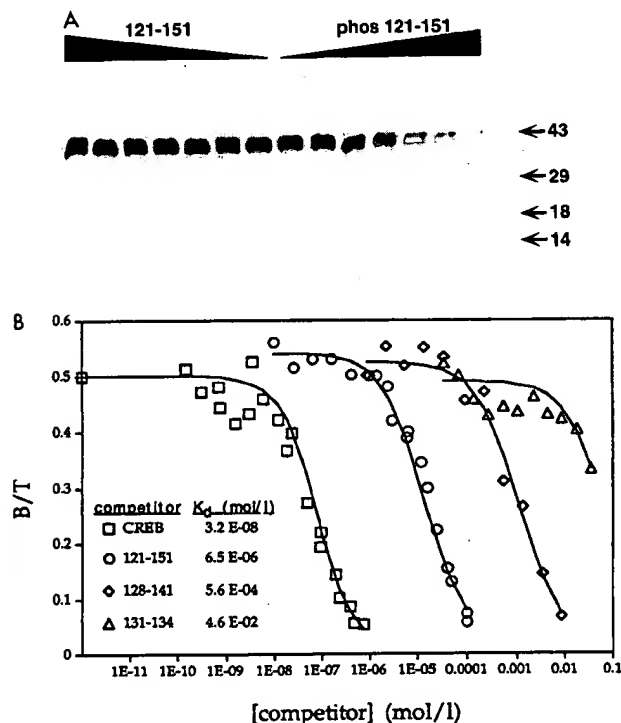 A
121-151 phos 121-151
43
29
18
14
B
0.6
0.5
0.4
0.3
0.2
0.1
0
B/T
competitor Kd (mol/l)
CREB 3.2 E-08
121-151 6.5 E-06
128-141 5.6 E-04
131-134 4.6 E-02
1E-11 1E-10 1E-09 1E-08 1E-07 1E-06 1E-05 0.0001 0.001 0.01 0.1
[competitor] (mol/l)